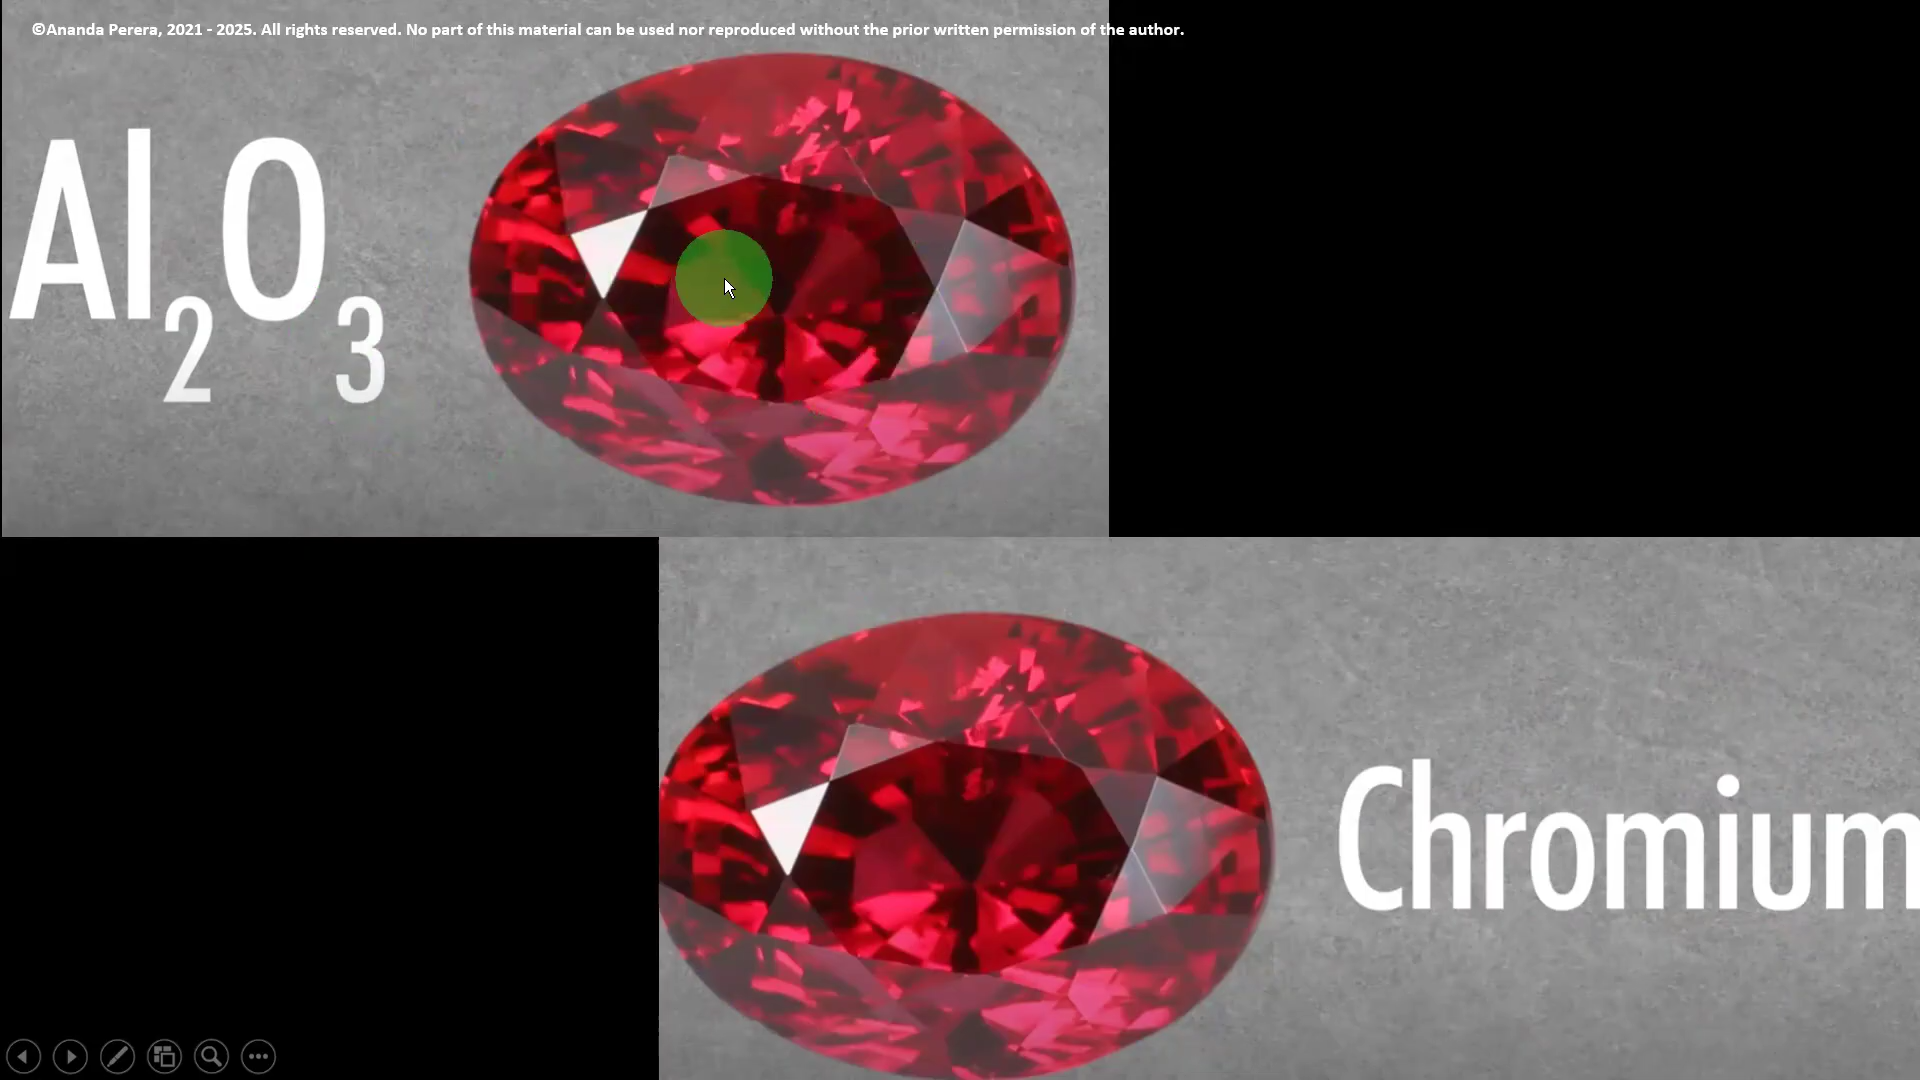 ©Ananda Perera, 2021 - 2025. All rights reserved. No part of this material can be used nor reproduced without the prior written permission of the author.
Al2O3
Chromium